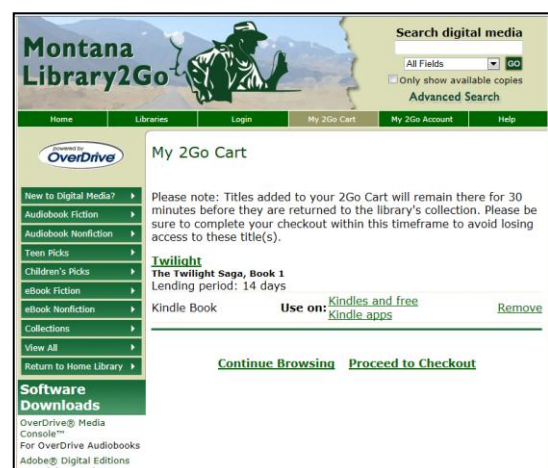 Montana
Library2Go
Search digital media
All Fields
GO
Only show available copies
Advanced Search
Home
Libraries
Login
My 2Go Cart
My 2Go Account
Help
powered by
OverDrive
New to Digital Media?
Audiobook Fiction
Audiobook Nonfiction
Teen Picks
Children's Picks
eBook Fiction
eBook Nonfiction
Collections
View All
Return to Home Library
Software
Downloads
OverDrive® Media
Console™
For OverDrive Audiobooks
Adobe® Digital Editions
My 2Go Cart
Please note: Titles added to your 2Go Cart will remain there for 30
minutes before they are returned to the library's collection. Please be
sure to complete your checkout within this timeframe to avoid losing
access to these title(s).
Twilight
The Twilight Saga, Book 1
Lending period: 14 days
Kindle Book Use on: Kindles and free
Kindle apps Remove
Continue Browsing Proceed to Checkout